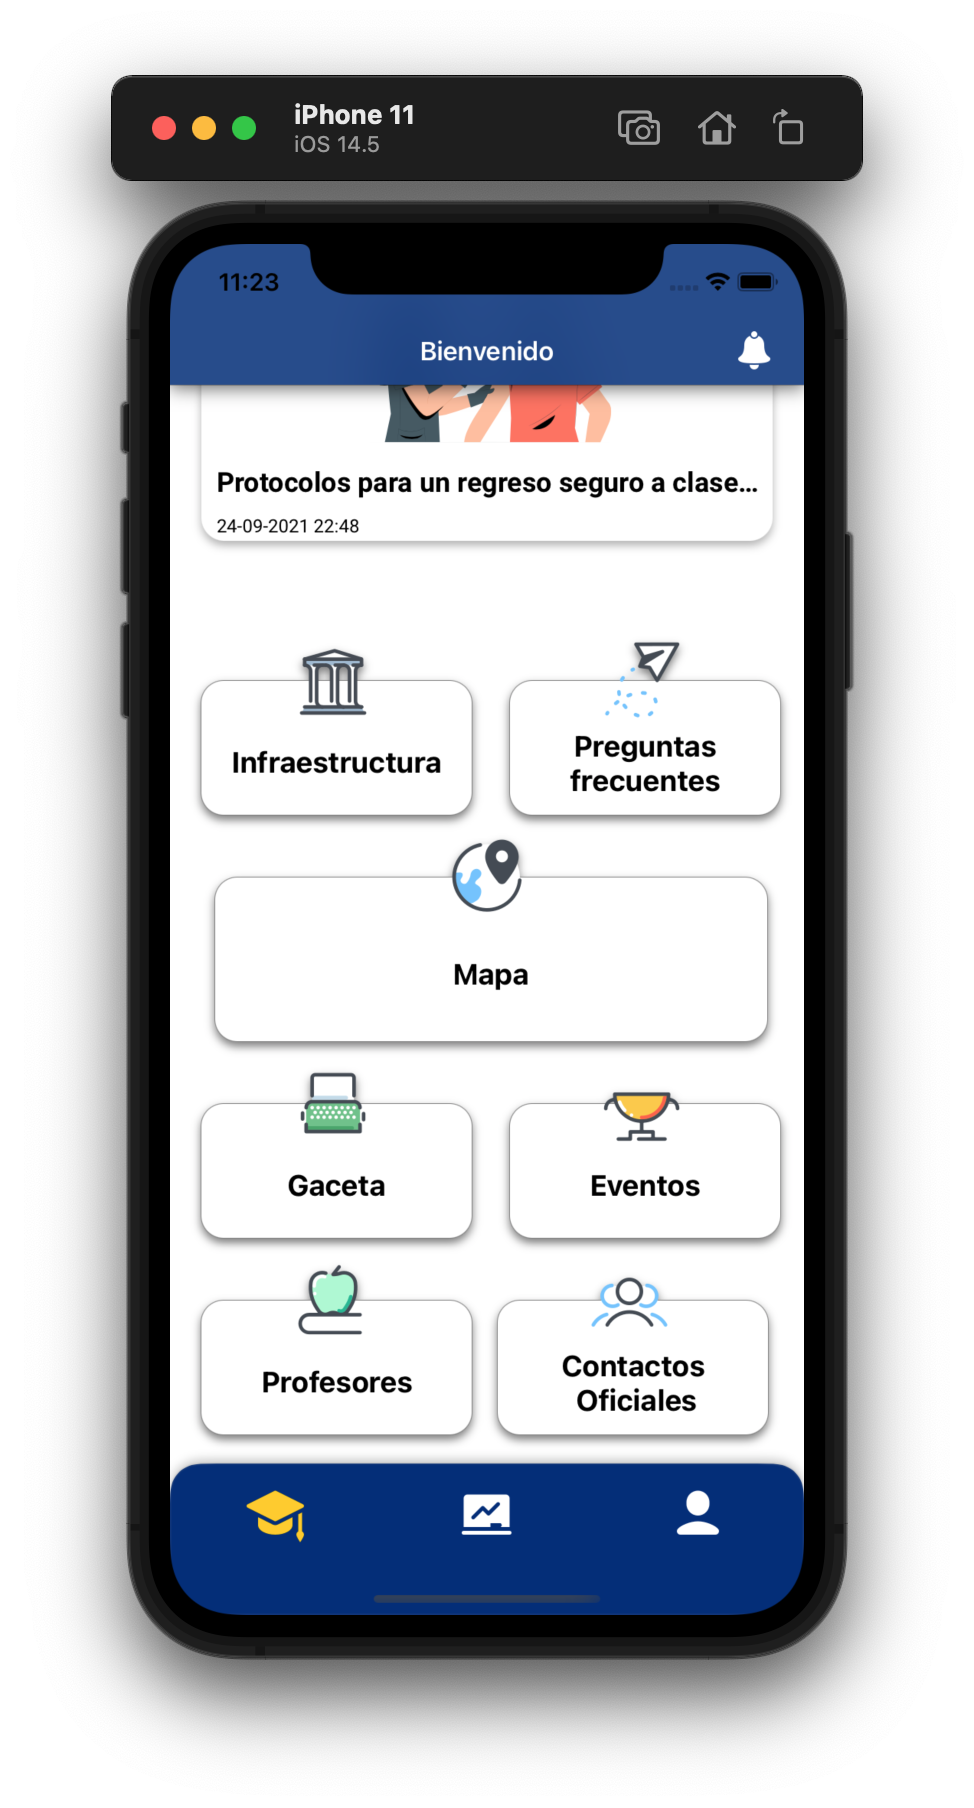 iPhone 11
iOS 14.5
11:23
Bienvenido
Protocolos para un regreso seguro a clase...
24-09-2021 22:48
Infraestructura
Preguntas
frecuentes
Mapa
Gaceta
Eventos
Profesores
Contactos
Oficiales